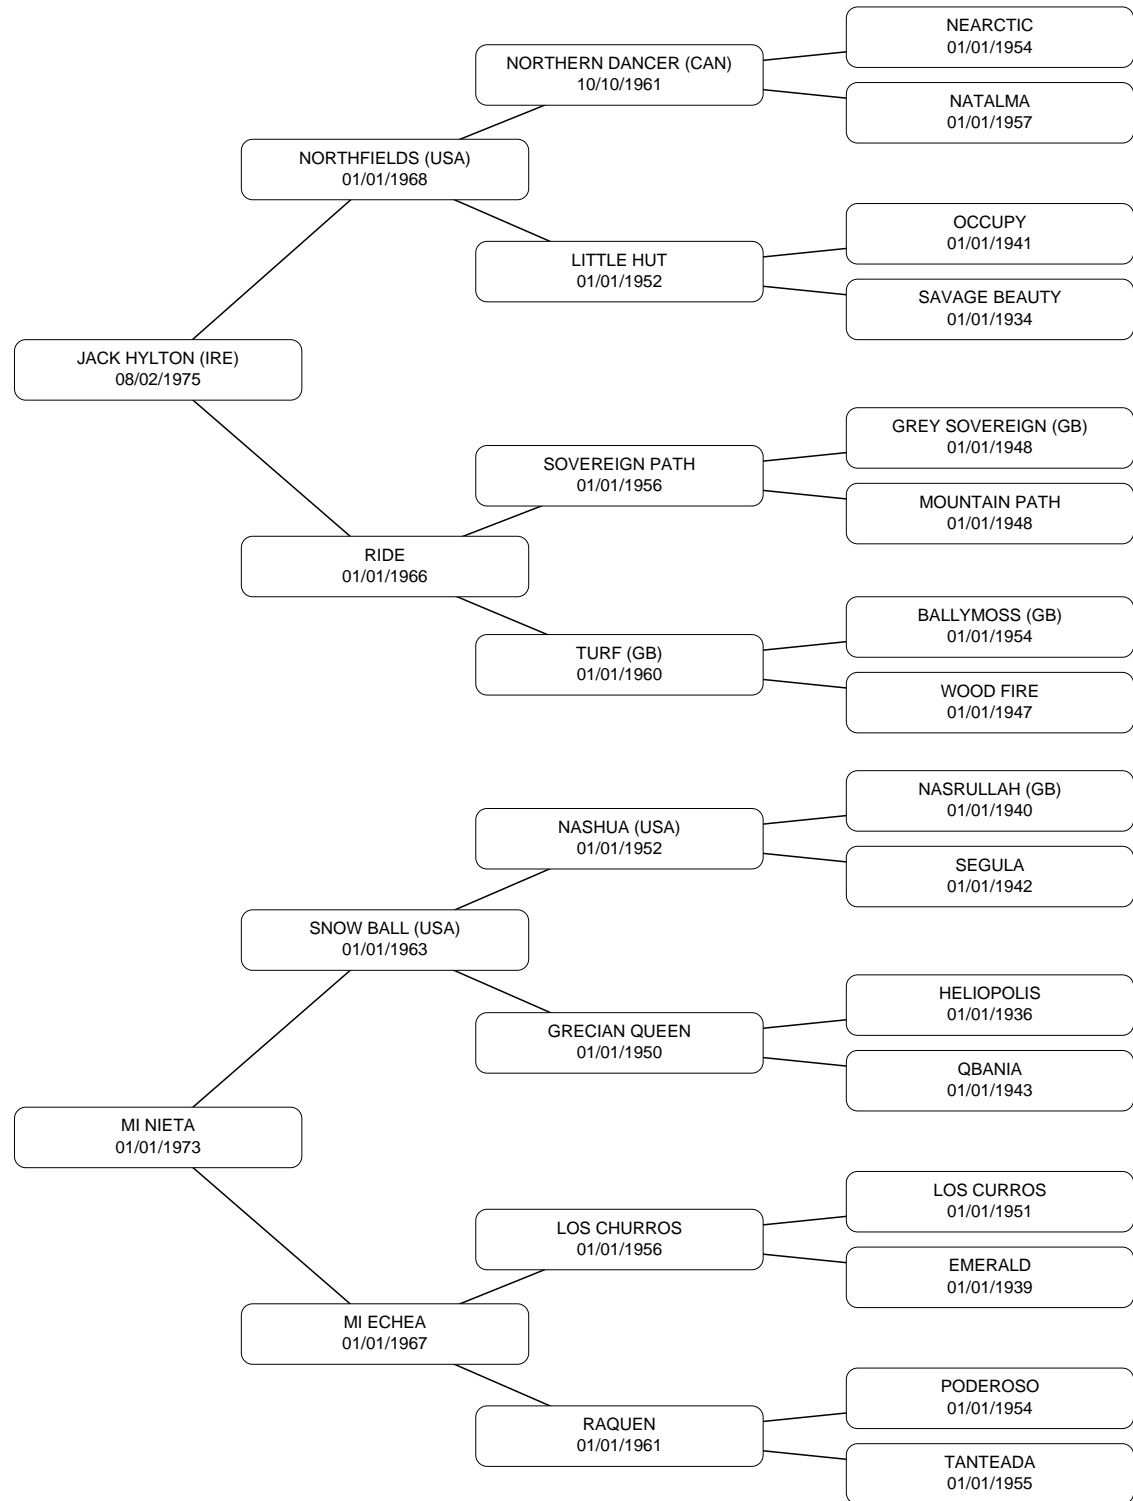 NEARCTIC
01/01/1954
NORTHERN DANCER (CAN)
10/10/1961
NATALMA
01/01/1957
NORTHFIELDS (USA)
01/01/1968
OCCUPY
01/01/1941
LITTLE HUT
01/01/1952
SAVAGE BEAUTY
01/01/1934
JACK HYLTON (IRE)
08/02/1975
GREY SOVEREIGN (GB)
01/01/1948
SOVEREIGN PATH
01/01/1956
MOUNTAIN PATH
01/01/1948
RIDE
01/01/1966
BALLYMOSS (GB)
01/01/1954
TURF (GB)
01/01/1960
WOOD FIRE
01/01/1947
NASRULLAH (GB)
01/01/1940
NASHUA (USA)
01/01/1952
SEGULA
01/01/1942
SNOW BALL (USA)
01/01/1963
HELIOPOLIS
01/01/1936
GRECIAN QUEEN
01/01/1950
QBANIA
01/01/1943
MI NIETA
01/01/1973
LOS CURROS
01/01/1951
LOS CHURROS
01/01/1956
EMERALD
01/01/1939
MI ECHEA
01/01/1967
PODEROSO
01/01/1954
RAQUEN
01/01/1961
TANTEADA
01/01/1955